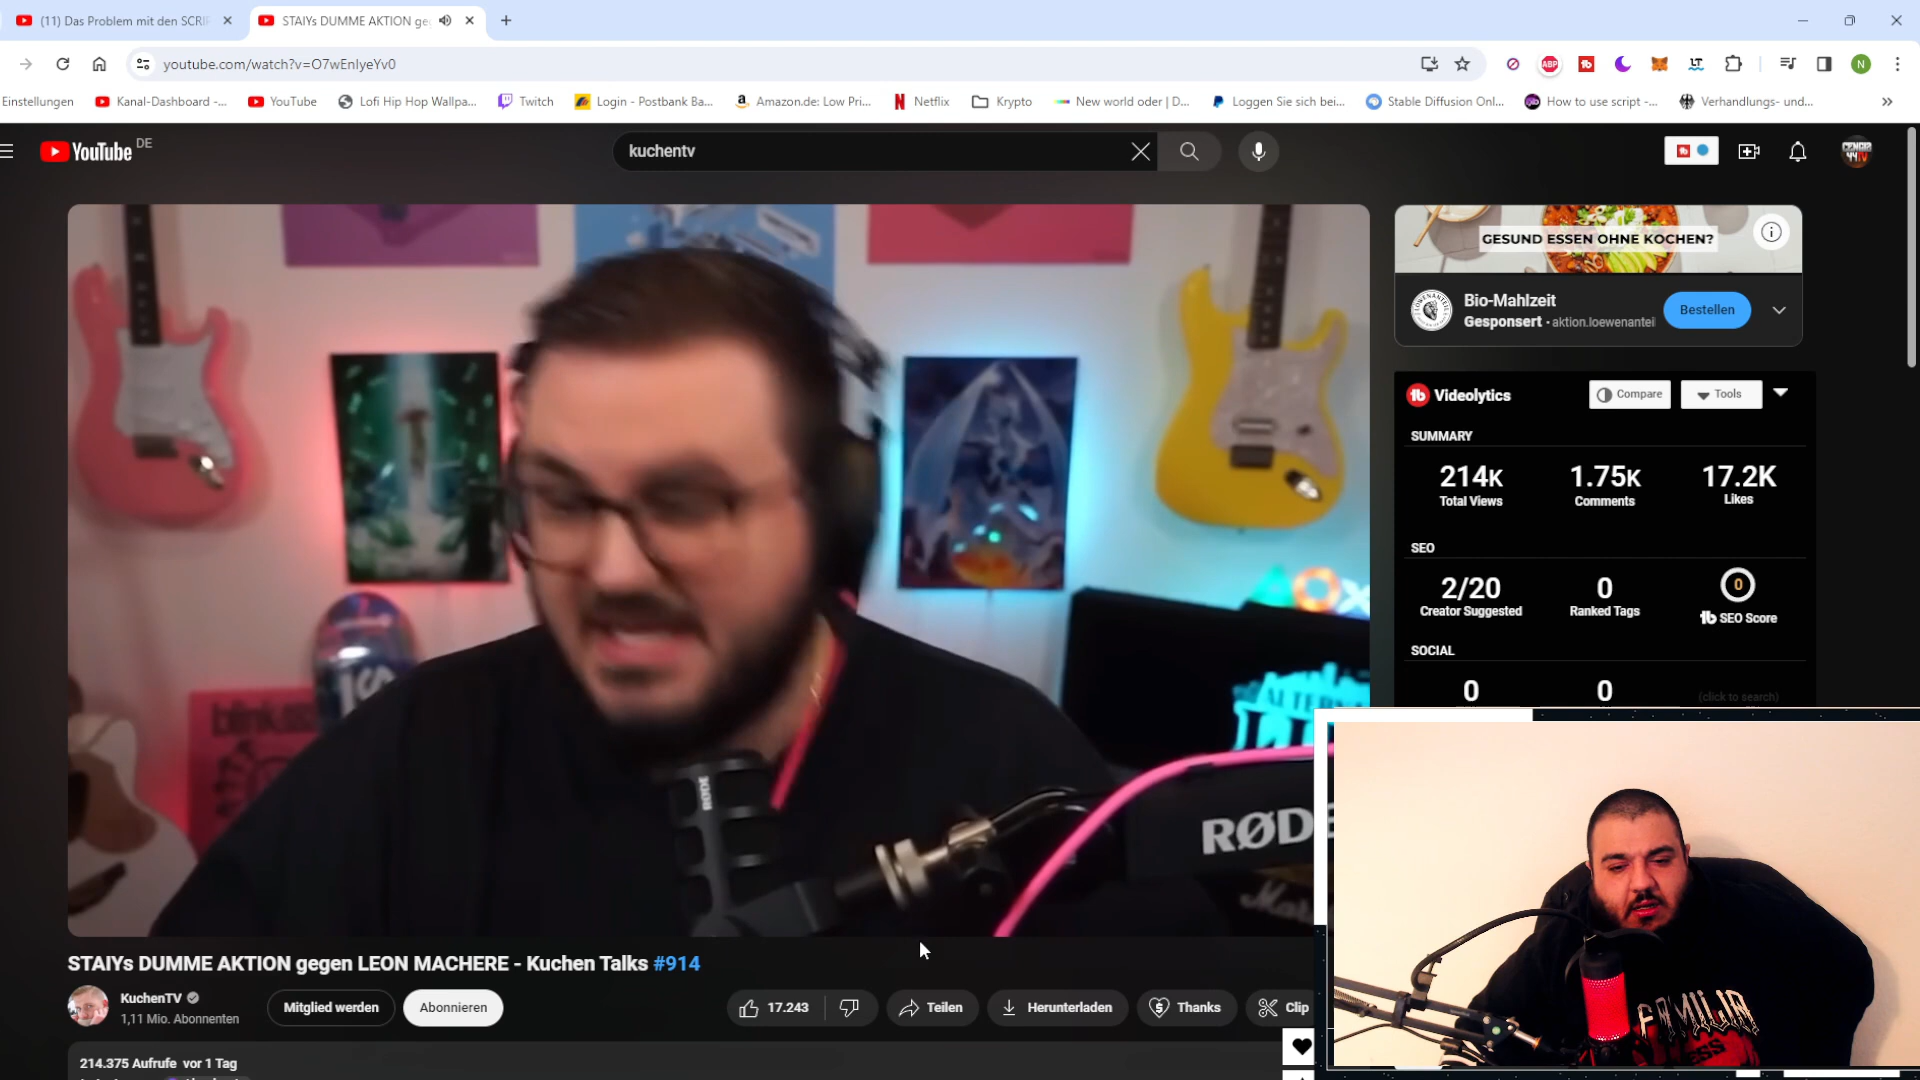 (11) Das Problem mit den SCRI
STAIYs DUMME AKTION ge
youtube.com/watch?v=O7wEnIyeYv0
Einstellungen
Kanal-Dashboard -...
YouTube
Lofi Hip Hop Wallpa...
Twitch
Login - Postbank Ba...
Amazon.de: Low Pri...
Netflix
Krypto
New world oder | D...
Loggen Sie sich bei...
Stable Diffusion Onl...
How to use script -...
Verhandlungs- und...
YouTube DE
kuchentv
GESUND ESSEN OHNE KOCHEN?
Bio-Mahlzeit
Gesponsert · aktion.loewenantei
Bestellen
Videolytics
Compare
Tools
SUMMARY
214K 1.75K 17.2K
Total Views Comments Likes
SEO
2/20 0 0
Creator Suggested Ranked Tags SEO Score
SOCIAL
0 0 (click to search)
blink
RØDE
RØDE
STAIYs DUMME AKTION gegen LEON MACHERE - Kuchen Talks #914
KuchenTV
1,11 Mio. Abonnenten
Mitglied werden
Abonnieren
17.243
Teilen
Herunterladen
Thanks
Clip
214.375 Aufrufe vor 1 Tag
FAMILIA